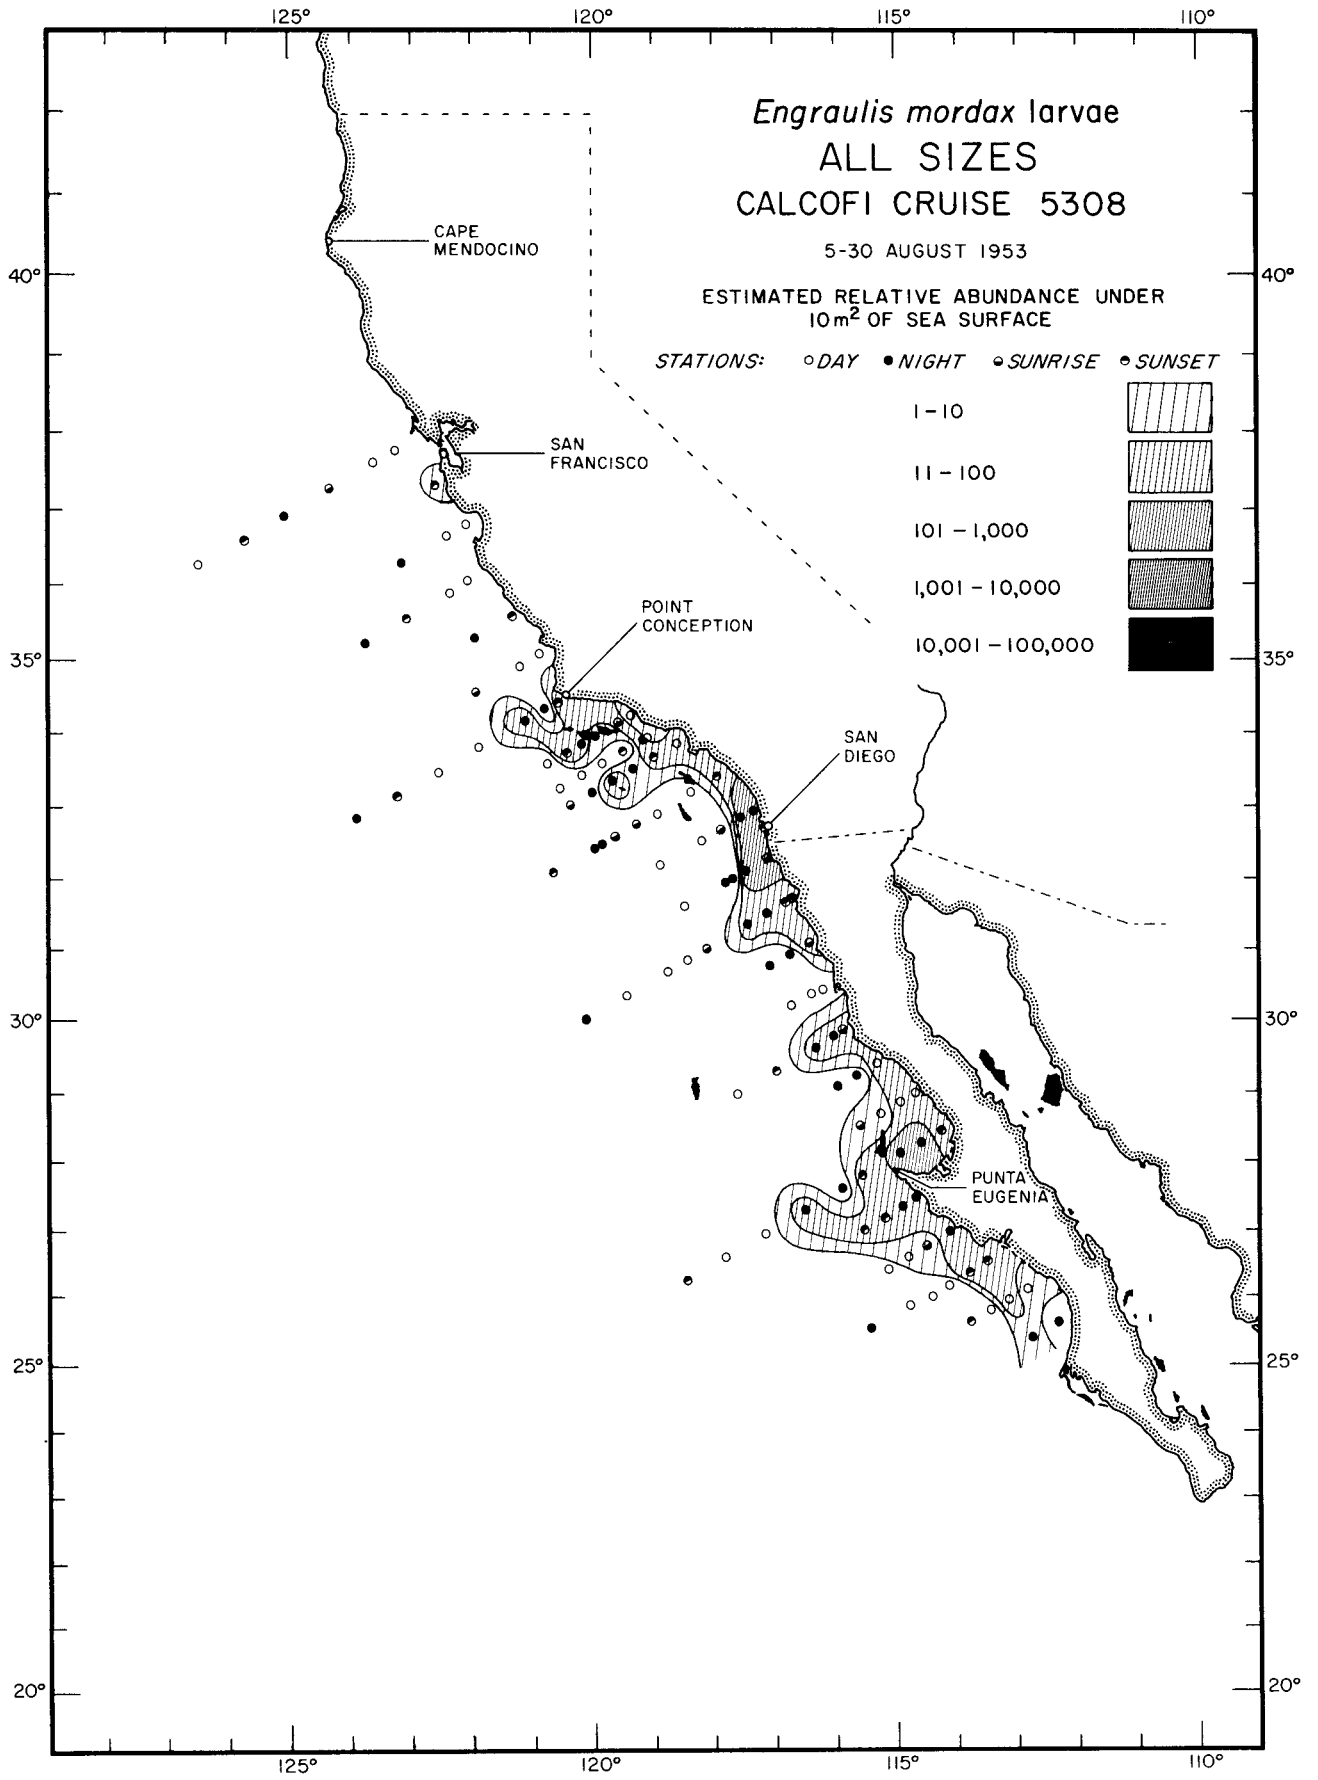 125° 120° 115° 110°
Engraulis mordax larvae
ALL SIZES
CALCOFI CRUISE 5308
5-30 AUGUST 1953
ESTIMATED RELATIVE ABUNDANCE UNDER
10m² OF SEA SURFACE
STATIONS: DAY NIGHT SUNRISE SUNSET
1-10
11-100
101-1,000
1,001-10,000
10,001-100,000
CAPE
MENDOCINO
40° 40°
SAN
FRANCISCO
POINT
CONCEPTION
35° 35°
SAN
DIEGO
30° 30°
PUNTA
EUGENIA
25° 25°
20° 20°
125° 120° 115° 110°